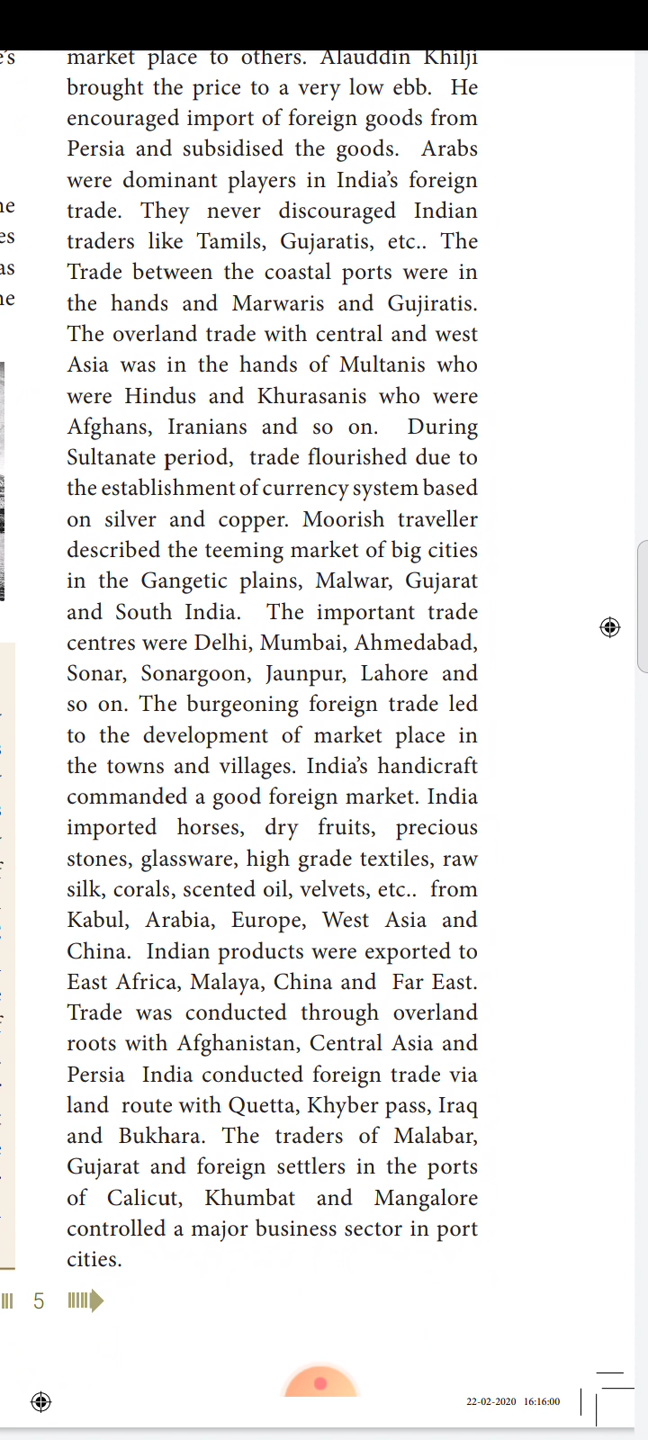 market place to others. Alauddin Khilji
brought the price to a very low ebb. He
encouraged import of foreign goods from
Persia and subsidised the goods. Arabs
were dominant players in India's foreign
trade. They never discouraged Indian
traders like Tamils, Gujaratis, etc.. The
Trade between the coastal ports were in
the hands and Marwaris and Gujiratis.
The overland trade with central and west
Asia was in the hands of Multanis who
were Hindus and Khurasanis who were
Afghans, Iranians and so on. During
Sultanate period, trade flourished due to
the establishment of currency system based
on silver and copper. Moorish traveller
described the teeming market of big cities
in the Gangetic plains, Malwar, Gujarat
and South India. The important trade
centres were Delhi, Mumbai, Ahmedabad,
Sonar, Sonargoon, Jaunpur, Lahore and
so on. The burgeoning foreign trade led
to the development of market place in
the towns and villages. India's handicraft
commanded a good foreign market. India
imported horses, dry fruits, precious
stones, glassware, high grade textiles, raw
silk, corals, scented oil, velvets, etc.. from
Kabul, Arabia, Europe, West Asia and
China. Indian products were exported to
East Africa, Malaya, China and Far East.
Trade was conducted through overland
roots with Afghanistan, Central Asia and
Persia India conducted foreign trade via
land route with Quetta, Khyber pass, Iraq
and Bukhara. The traders of Malabar,
Gujarat and foreign settlers in the ports
of Calicut, Khumbat and Mangalore
controlled a major business sector in port
cities.
5
22-02-2020 16:16:00